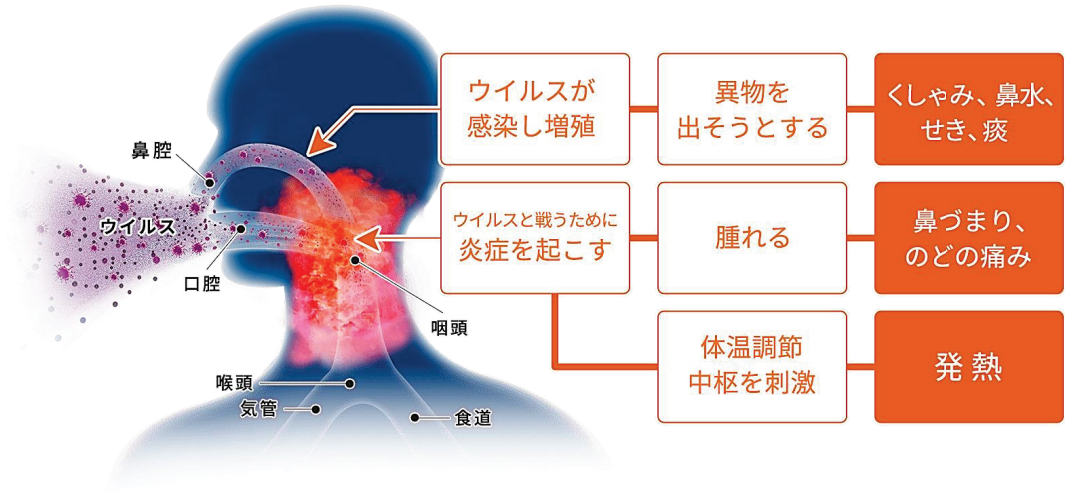 ウイルスが
感染し増殖
異物を
出そうとする
くしゃみ、鼻水、
せき、痰
鼻腔
ウイルス
口腔
ウイルスと戦うために
炎症を起こす
腫れる
鼻づまり、
のどの痛み
咽頭
体温調節
中枢を刺激
発熱
喉頭
気管
食道